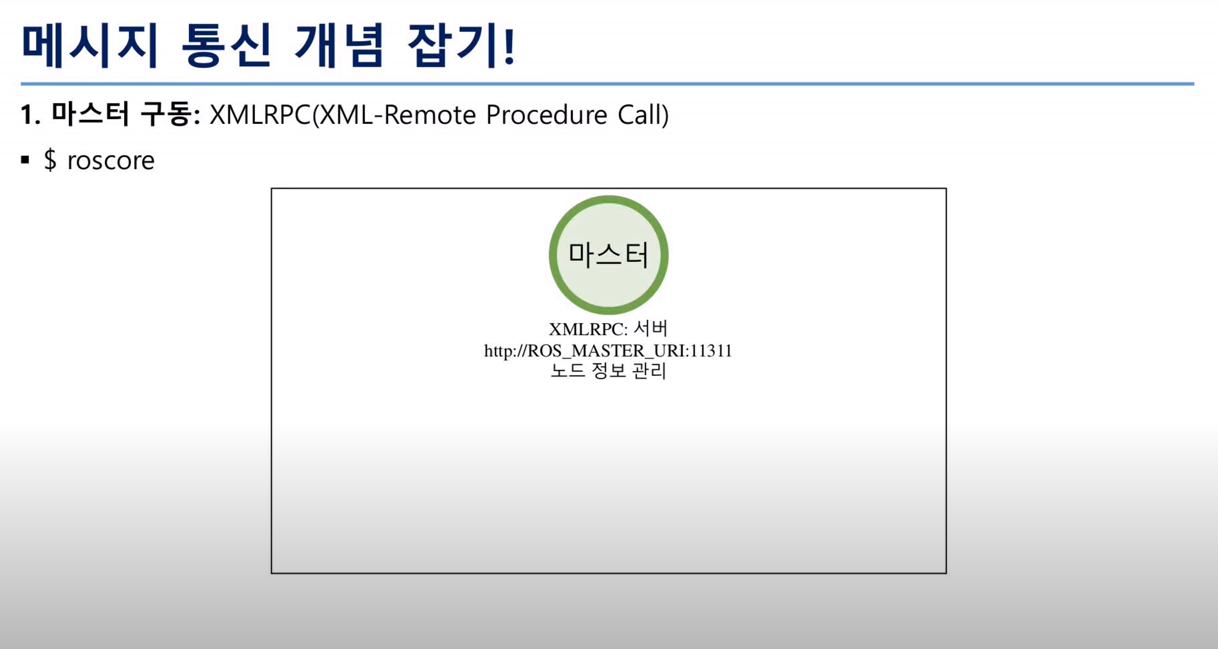 메시지 통신 개념 잡기!
1. 마스터 구동: XMLRPC(XML-Remote Procedure Call)
▪ $ roscore
마스터
XMLRPC: 서버
http://ROS_MASTER_URI:11311
노드 정보 관리